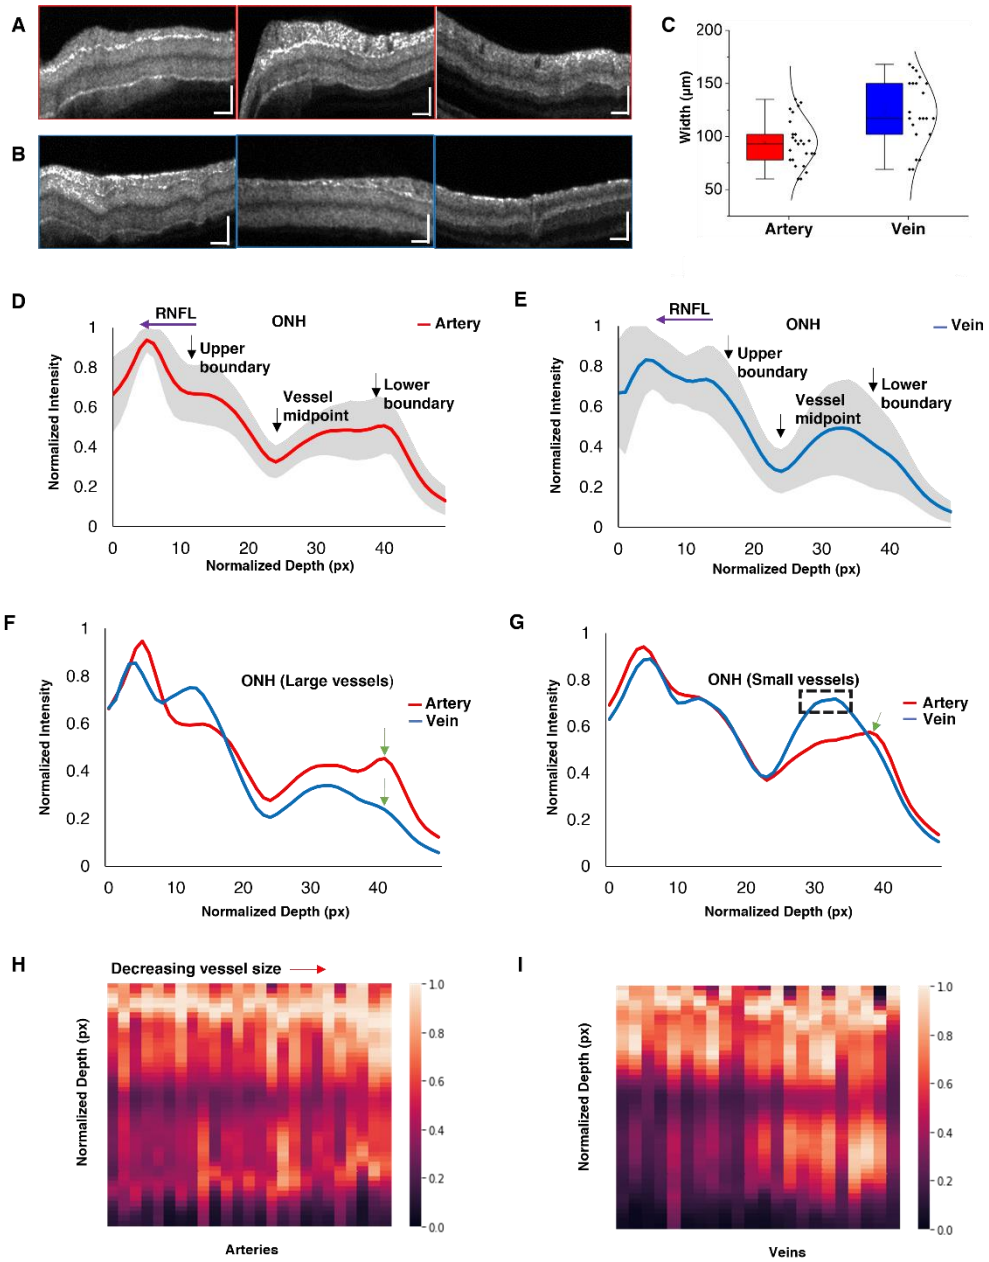 A
B
C
200
150
100
50
Width (µm)
Artery
Vein
D
RNFL
ONH
Artery
1
0.8
0.6
0.4
0.2
0
Normalized Intensity
Upper
boundary
Vessel
midpoint
Lower
boundary
0 10 20 30 40
Normalized Depth (px)
E
RNFL
ONH
Vein
1
0.8
0.6
0.4
0.2
0
Normalized Intensity
Upper
boundary
Vessel
midpoint
Lower
boundary
0 10 20 30 40
Normalized Depth (px)
F
1
0.8
0.6
0.4
0.2
0
Normalized Intensity
ONH (Large vessels)
Artery
Vein
0 10 20 30 40
Normalized Depth (px)
G
1
0.8
0.6
0.4
0.2
0
Normalized Intensity
ONH (Small vessels)
Artery
Vein
0 10 20 30 40
Normalized Depth (px)
H
Decreasing vessel size
Normalized Depth (px)
1.0
0.8
0.6
0.4
0.2
0.0
Arteries
I
Normalized Depth (px)
1.0
0.8
0.6
0.4
0.2
0.0
Veins